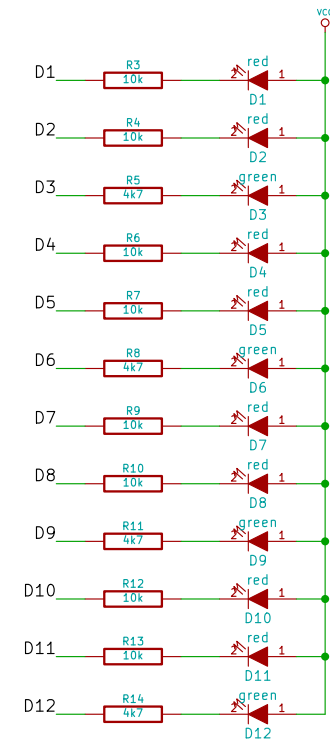 vcc
R3 red
D1 10k 2 1
D1
R4 red
D2 10k 2 1
D2
R5 green
D3 4k7 2 1
D3
R6 red
D4 10k 2 1
D4
R7 red
D5 10k 2 1
D5
R8 green
D6 4k7 2 1
D6
R9 red
D7 10k 2 1
D7
R10 red
D8 10k 2 1
D8
R11 green
D9 4k7 2 1
D9
R12 red
D10 10k 2 1
D10
R13 red
D11 10k 2 1
D11
R14 green
D12 4k7 2 1
D12